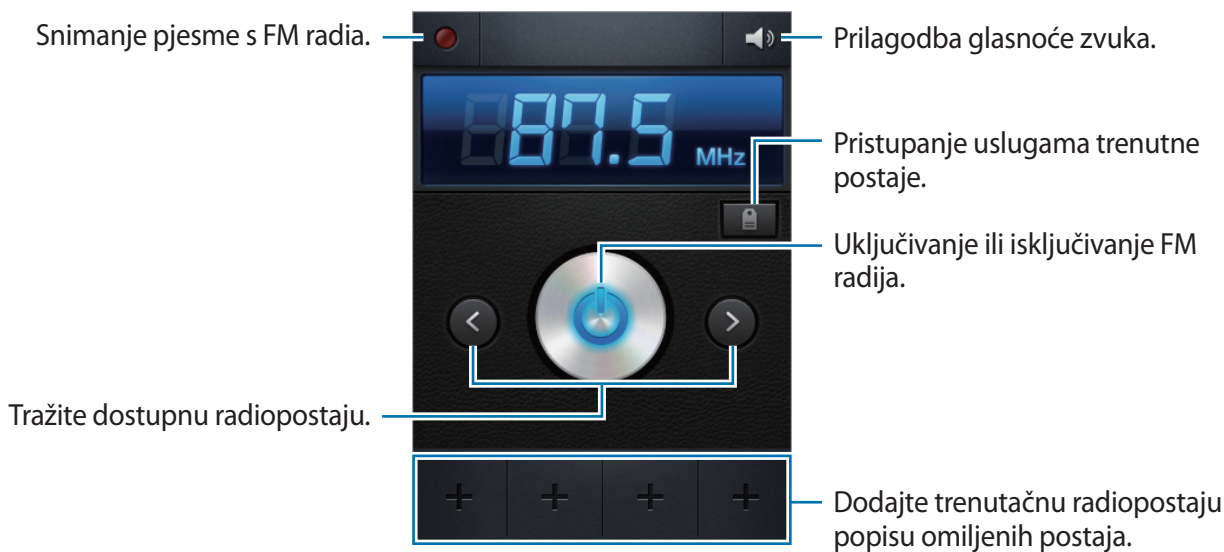 Snimanje pjesme s FM radia.
Prilagodba glasnoće zvuka.
87.5 MHz
Pristupanje uslugama trenutne
postaje.
Uključivanje ili isključivanje FM
radija.
Tražite dostupnu radiopostaju.
Dodajte trenutačnu radiopostaju
popisu omiljenih postaja.